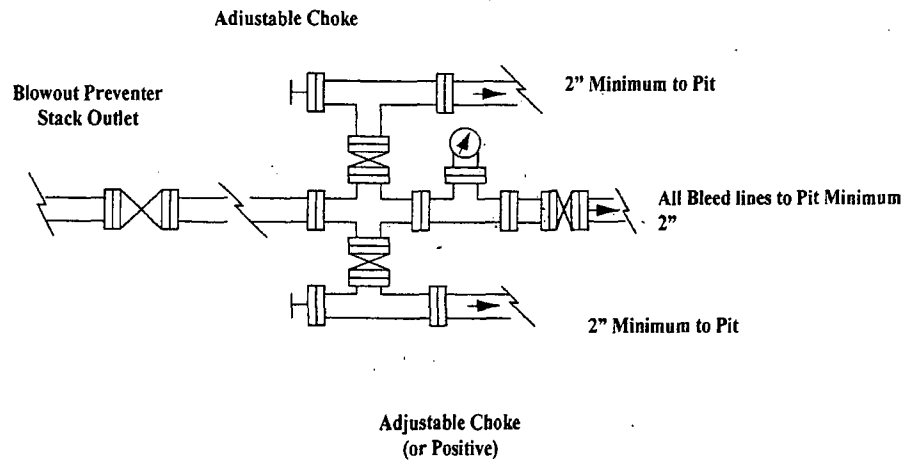 Adjustable Choke
Blowout Preventer
Stack Outlet
2” Minimum to Pit
All Bleed lines to Pit Minimum
2”
2” Minimum to Pit
Adjustable Choke
(or Positive)